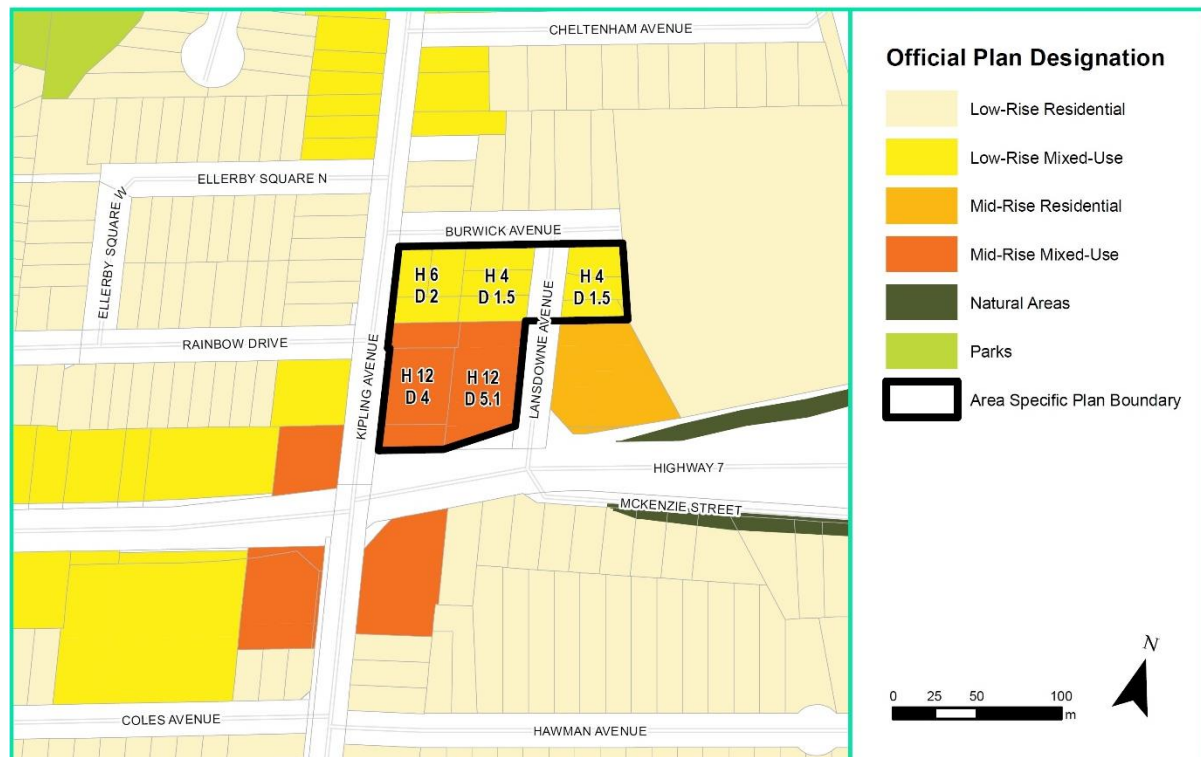 CHELTENHAM AVENUE
ELLERBY SQUARE N
ELLERBY SQUARE W
BURWICK AVENUE
H 6
D 2
H 4
D 1.5
H 4
D 1.5
LANSDOWNE AVENUE
RAINBOW DRIVE
KIPLING AVENUE
H 12
D 4
H 12
D 5.1
HIGHWAY 7
MCKENZIE STREET
COLES AVENUE
HAWMAN AVENUE
Official Plan Designation
Low-Rise Residential
Low-Rise Mixed-Use
Mid-Rise Residential
Mid-Rise Mixed-Use
Natural Areas
Parks
Area Specific Plan Boundary
N
0 25 50 100
m